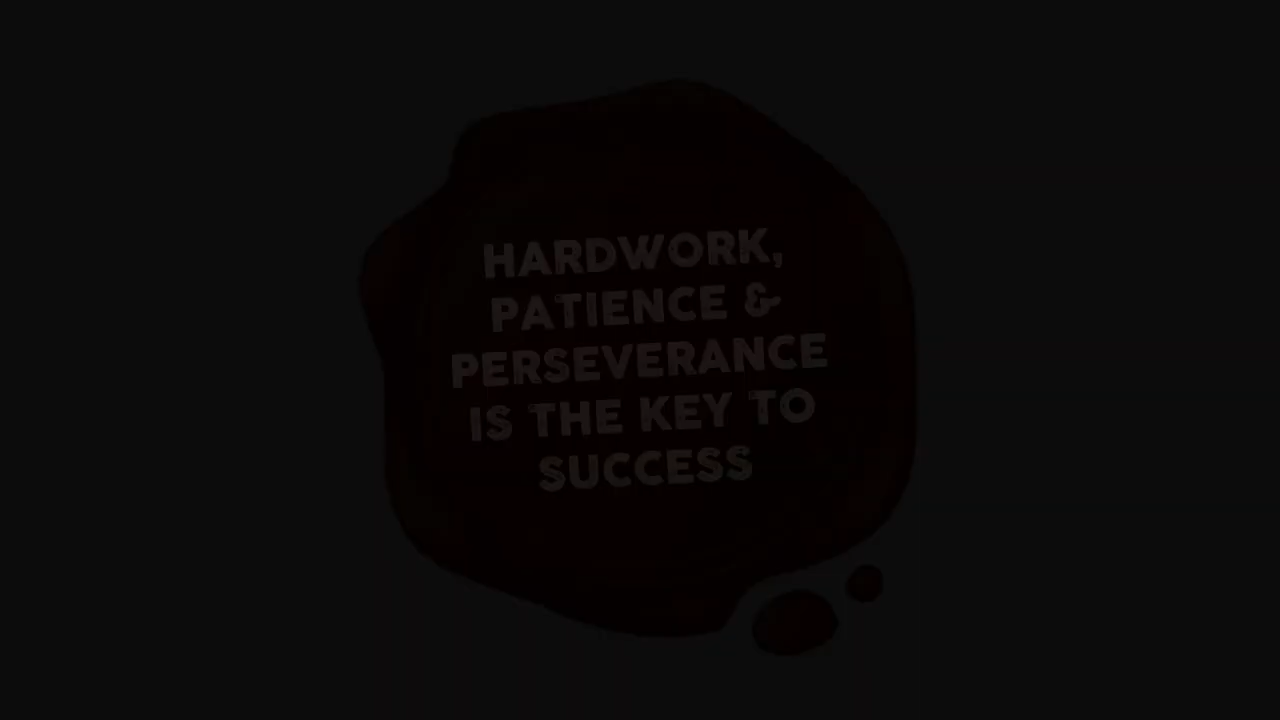 HARDWORK,
PATIENCE &
PERSEVERANCE
IS THE KEY TO
SUCCESS